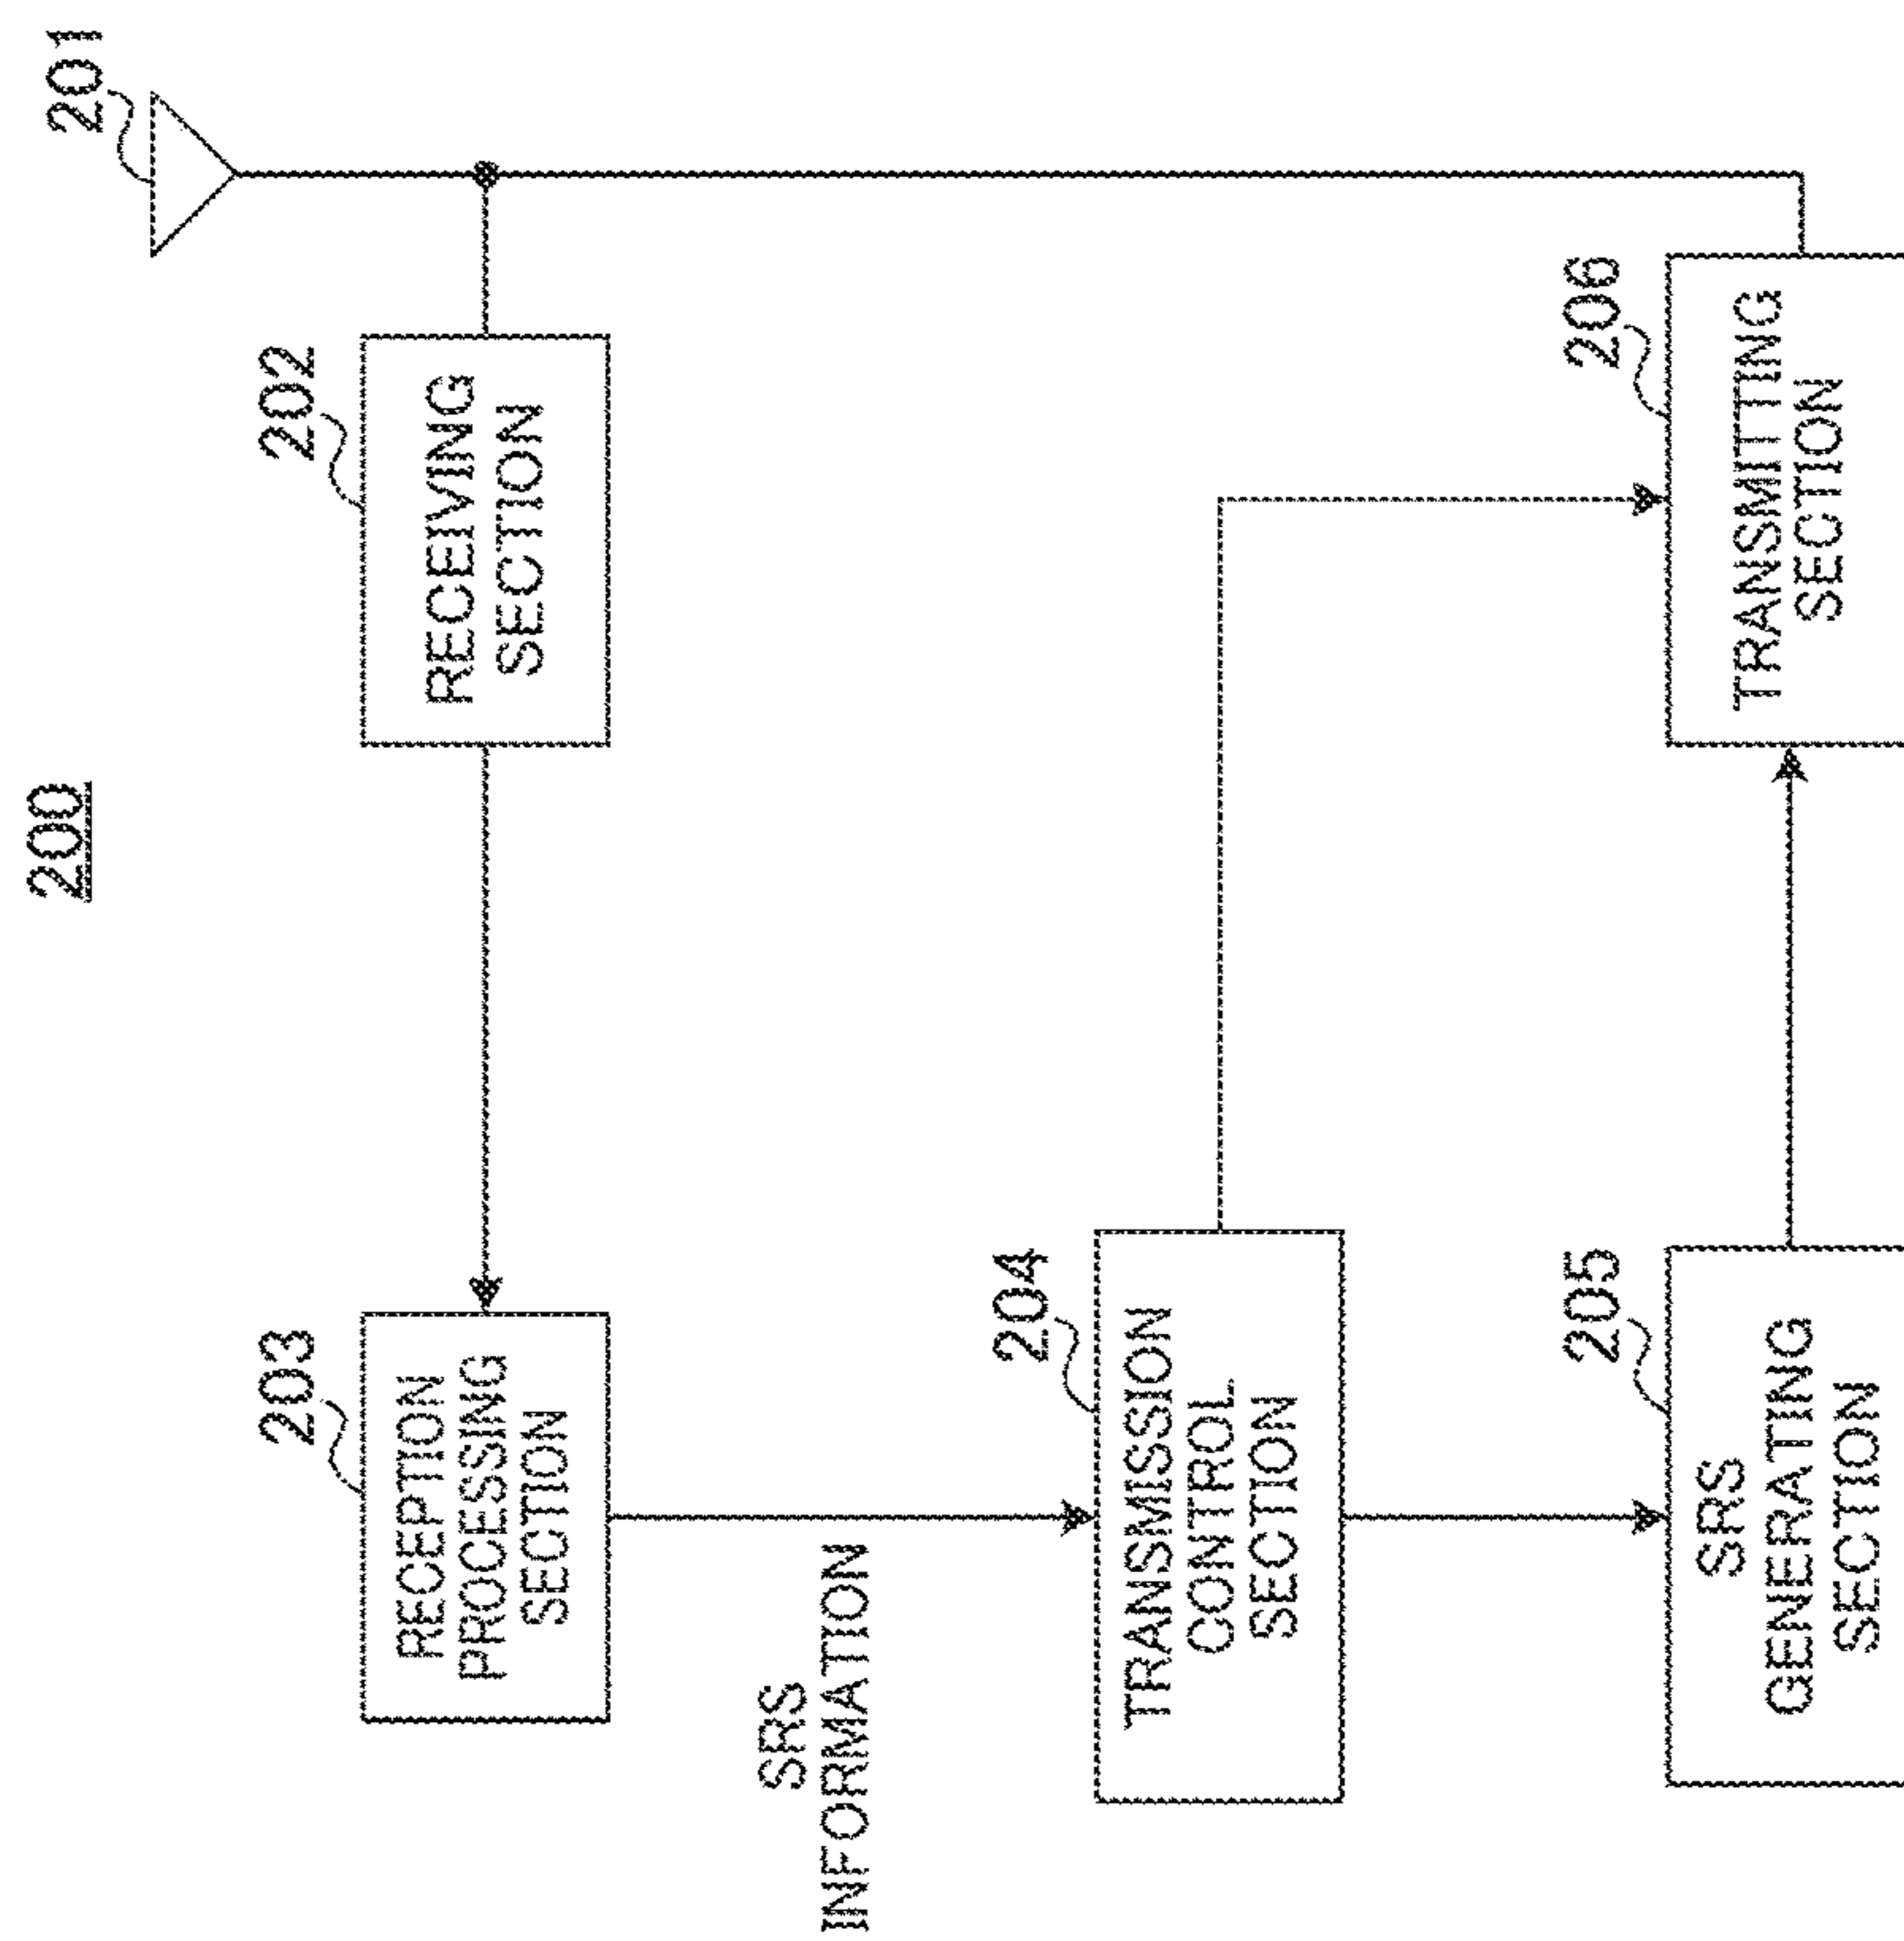 200
201
202
RECEIVING
SECTION
203
RECEPTION
PROCESSING
SECTION
SRS
INFORMATION
204
TRANSMISSION
CONTROL
SECTION
205
SRS
GENERATING
SECTION
206
TRANSMITTING
SECTION